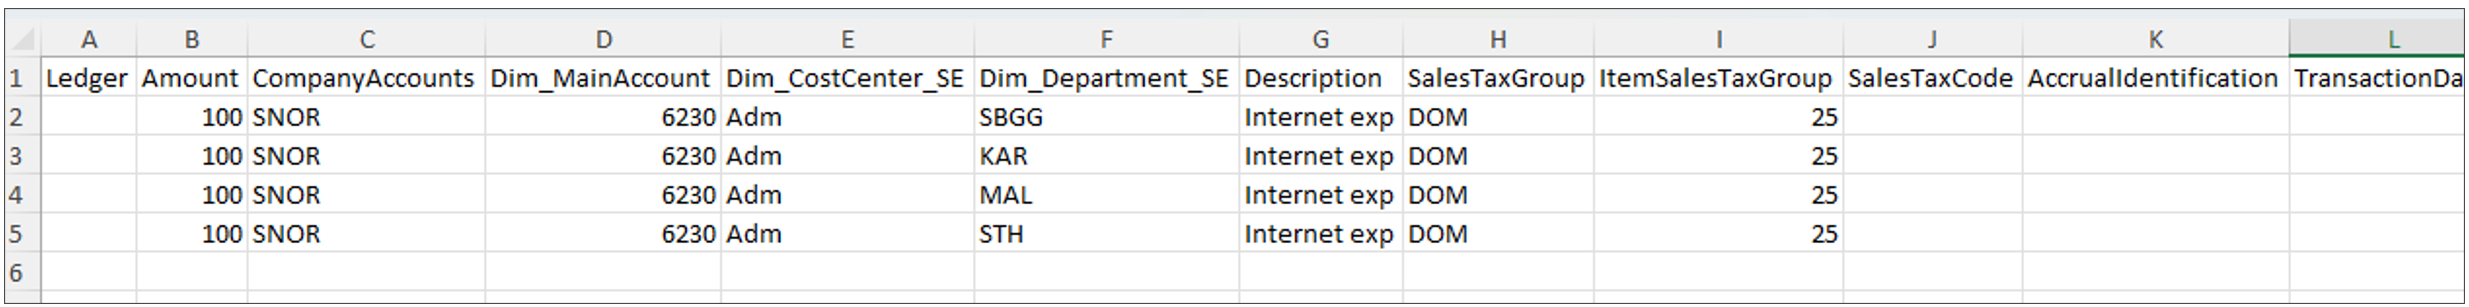 A B C D E F G H I J K L
1 Ledger Amount CompanyAccounts Dim_MainAccount Dim_CostCenter_SE Dim_Department_SE Description SalesTaxGroup ItemSalesTaxGroup SalesTaxCode AccrualIdentification TransactionDa
2 100 SNOR 6230 Adm SBGG Internet exp DOM 25
3 100 SNOR 6230 Adm KAR Internet exp DOM 25
4 100 SNOR 6230 Adm MAL Internet exp DOM 25
5 100 SNOR 6230 Adm STH Internet exp DOM 25
6